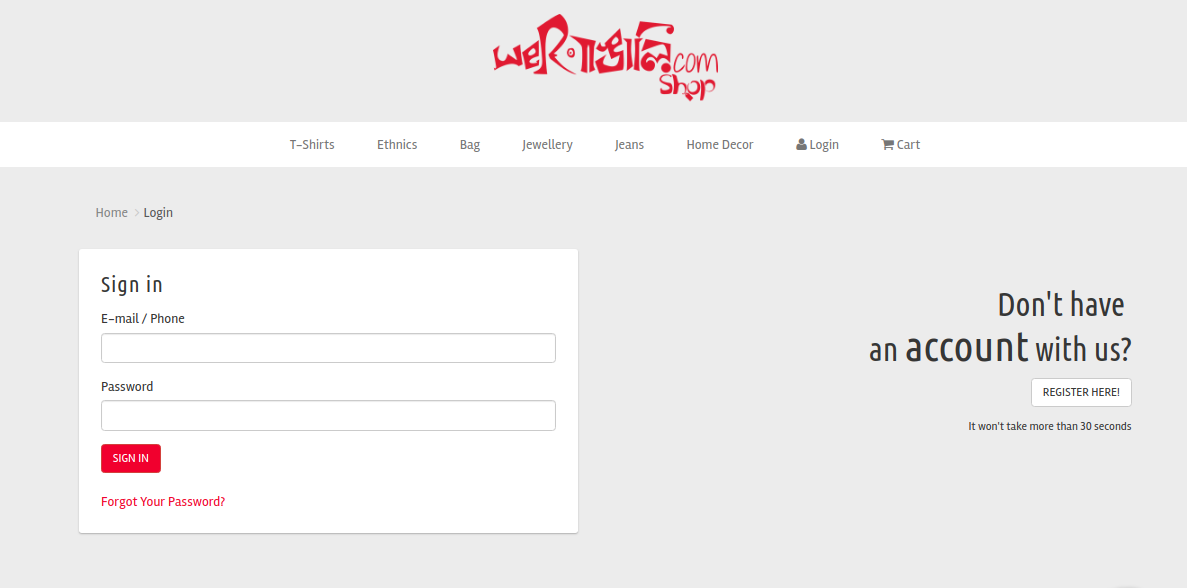 weRবাঙালি.com
Shop
T-Shirts Ethnics Bag Jewellery Jeans Home Decor Login Cart
Home > Login
Sign in
E-mail / Phone
Password
SIGN IN
Forgot Your Password?
Don't have
an account with us?
REGISTER HERE!
It won't take more than 30 seconds